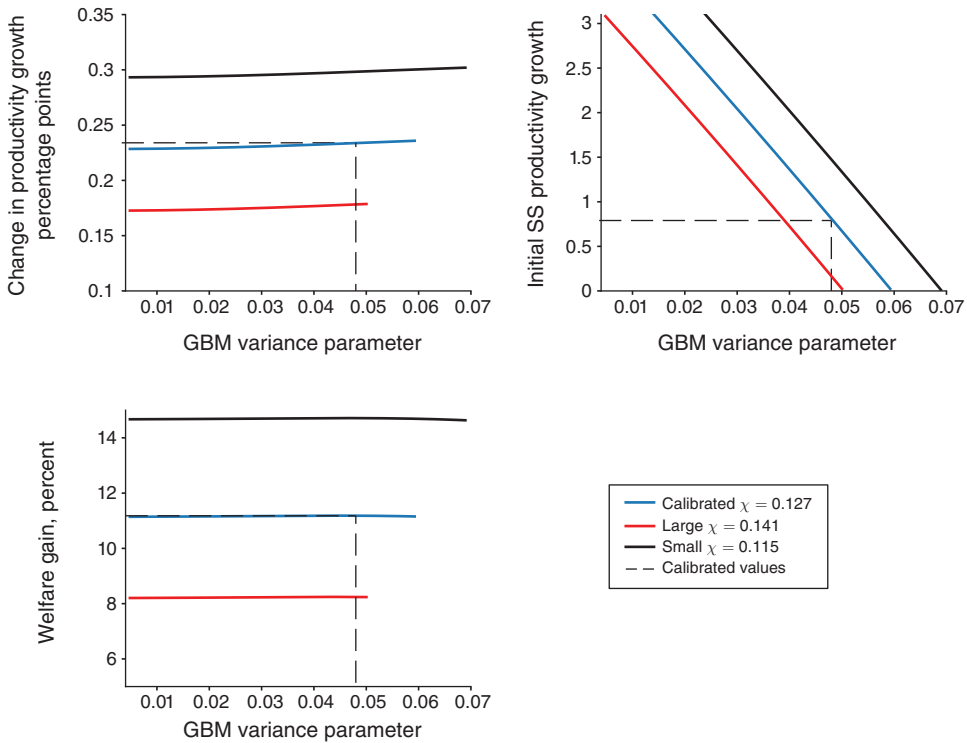 Change in productivity growth
percentage points
0.35
0.3
0.25
0.2
0.15
0.1
0.01 0.02 0.03 0.04 0.05 0.06 0.07
GBM variance parameter
Initial SS productivity growth
3
2.5
2
1.5
1
0.5
0
0.01 0.02 0.03 0.04 0.05 0.06 0.07
GBM variance parameter
Welfare gain, percent
14
12
10
8
6
0.01 0.02 0.03 0.04 0.05 0.06 0.07
GBM variance parameter
Calibrated χ = 0.127
Large χ = 0.141
Small χ = 0.115
Calibrated values